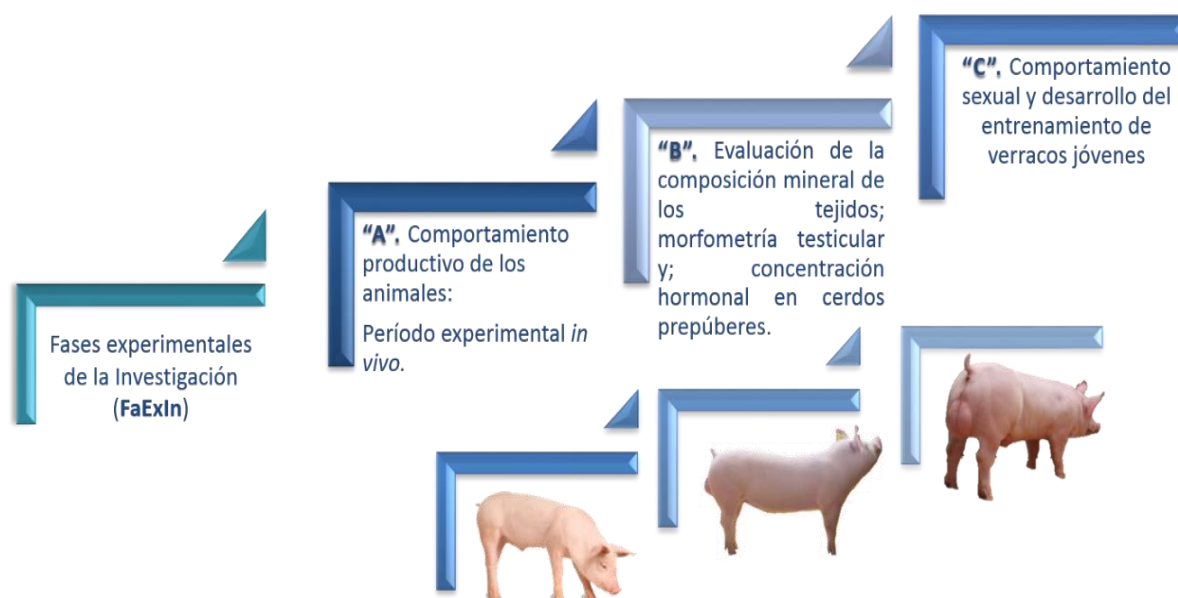 Fases experimentales
de la Investigación
(FaExIn)
"A". Comportamiento
productivo de los
animales:
Período experimental in
vivo.
"B". Evaluación de la
composición mineral de
los tejidos;
morfometría testicular
y; concentración
hormonal en cerdos
prepúberes.
"C". Comportamiento
sexual y desarrollo del
entrenamiento de
verracos jóvenes